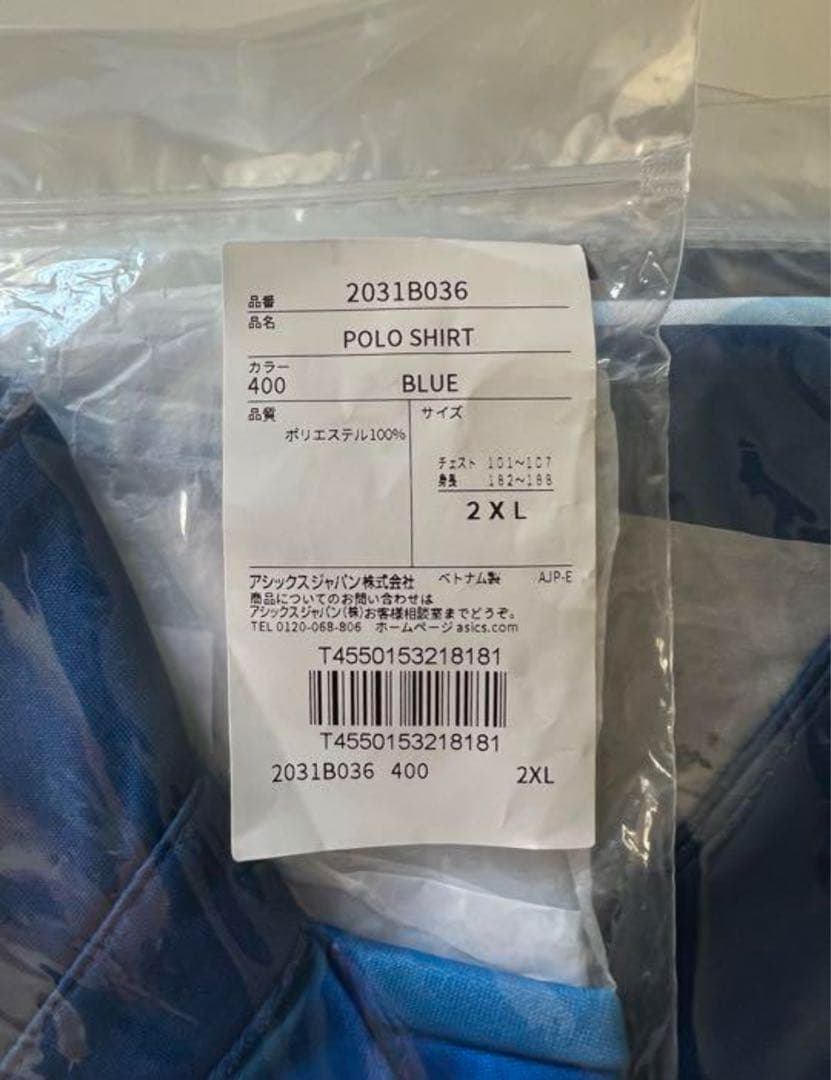 品番 2031B036
品名
POLO SHIRT
カラー
400 BLUE
品質 サイズ
ポリエステル100%
チェスト 101~107
身長 182~188
2XL
アシックスジャパン株式会社 ベトナム製 AJP-E
商品についてのお問い合わせは
アシックスジャパン(株)お客様相談室までどうぞ。
TEL 0120-068-806 ホームページ asics.com
T4550153218181
T4550153218181
2031B036 400 2XL